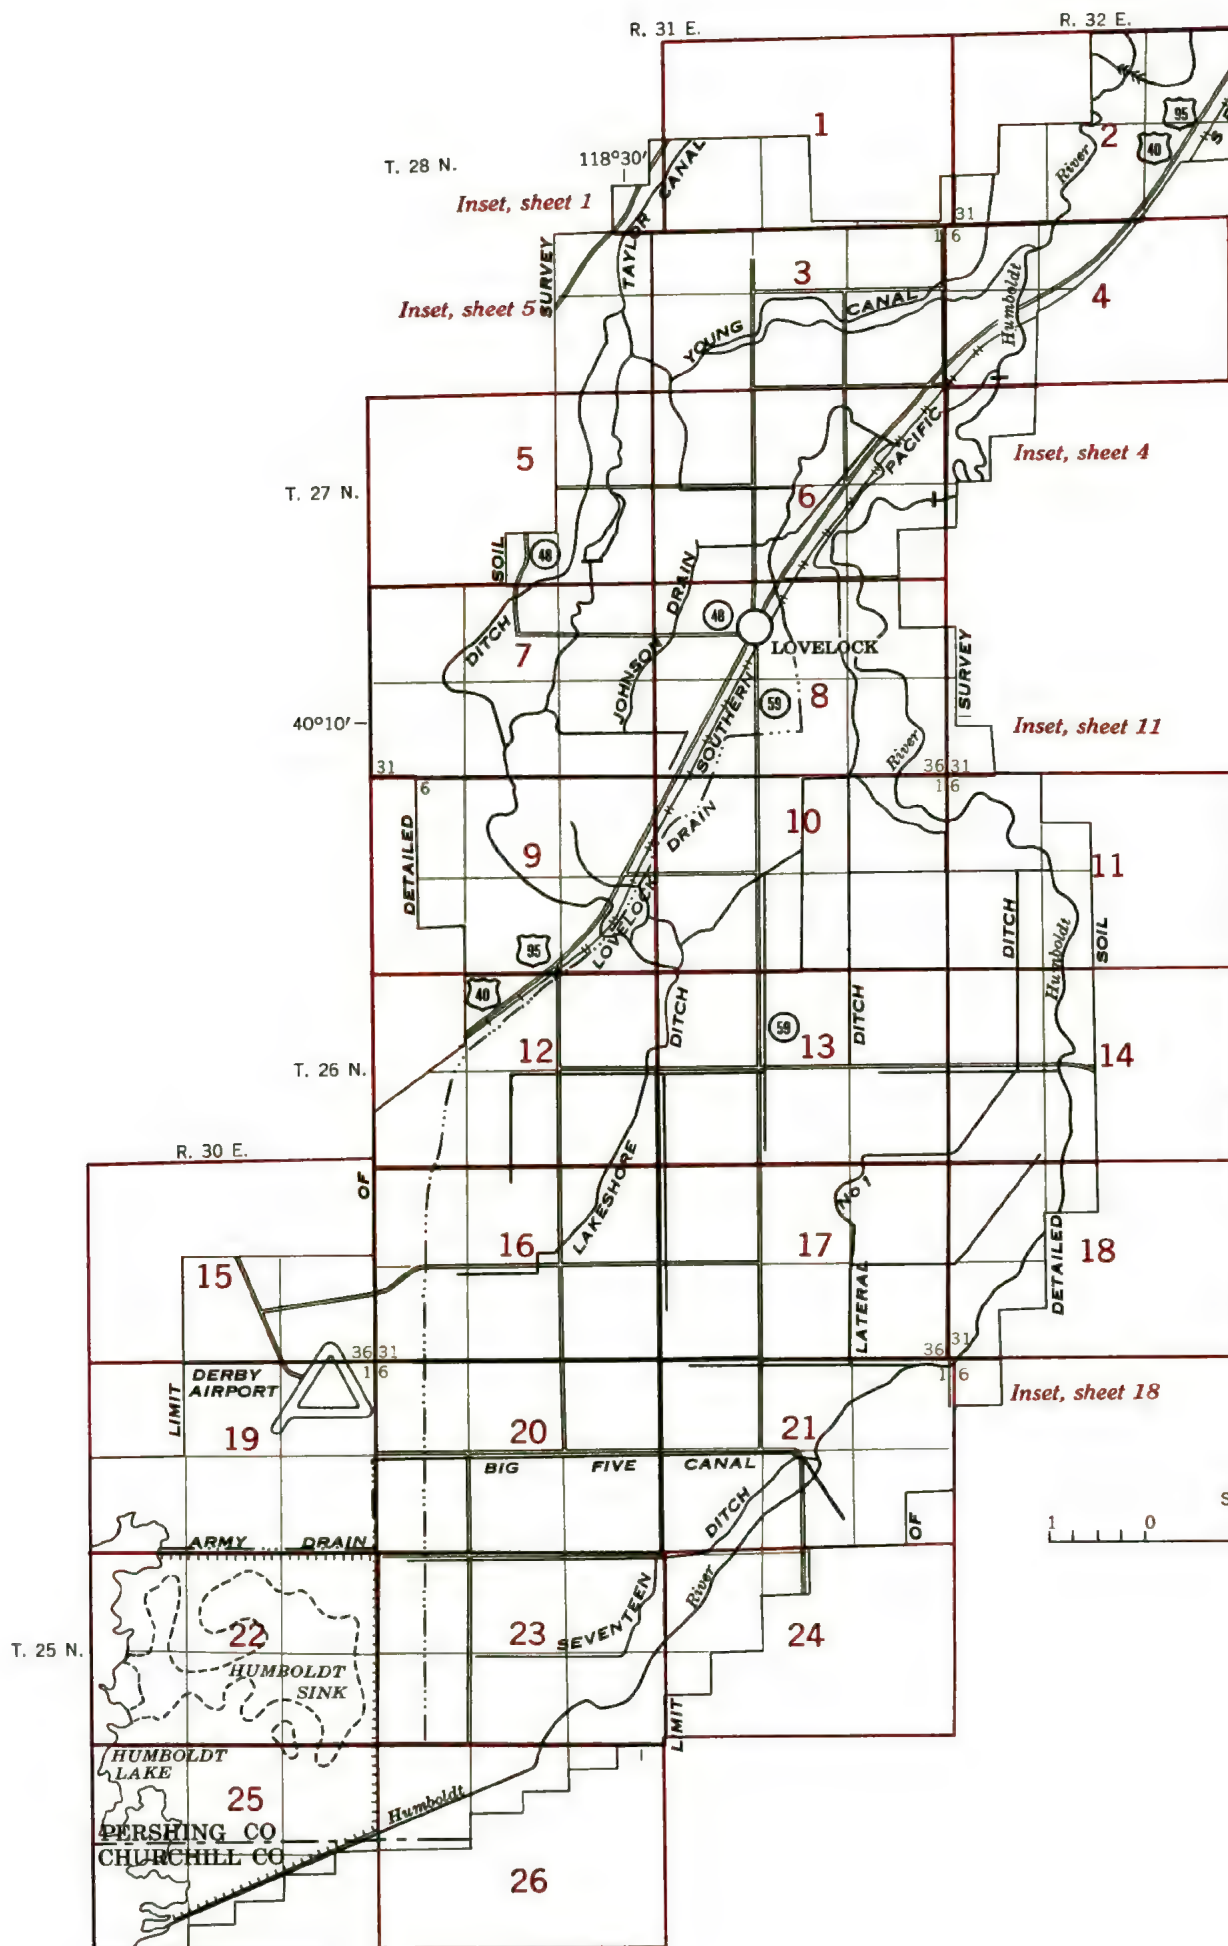 R. 31 E.
R. 32 E.
95
40
1
2
T. 28 N.
118°30′
Inset, sheet 1
TAYLOR CANAL
River
31
1 6
SURVEY
3
Inset, sheet 5
YOUNG CANAL
Humboldt
4
5
PACIFIC
Inset, sheet 4
T. 27 N.
6
SOIL
48
DRAIN
48
DITCH
7
JOHNSON
LOVELOCK
SURVEY
SOUTHERN
59
8
40°10′
River
Inset, sheet 11
31
6
36 31
1 6
DETAILED
9
DRAIN
10
11
LOVELOCK
DITCH
Humboldt
SOIL
95
40
DITCH
59
DITCH
12
13
14
T. 26 N.
R. 30 E.
OF
LAKESHORE
No 1
15
16
17
18
LATERAL
DETAILED
36 31
1 6
36 31
1 6
DERBY
AIRPORT
Inset, sheet 18
LIMIT
19
20
21
BIG FIVE CANAL
DITCH
OF
S
1 0
ARMY DRAIN
River
SEVENTEEN
22
23
24
T. 25 N.
HUMBOLDT
SINK
LIMIT
HUMBOLDT
LAKE
25
Humboldt
PERSHING CO
CHURCHILL CO
26